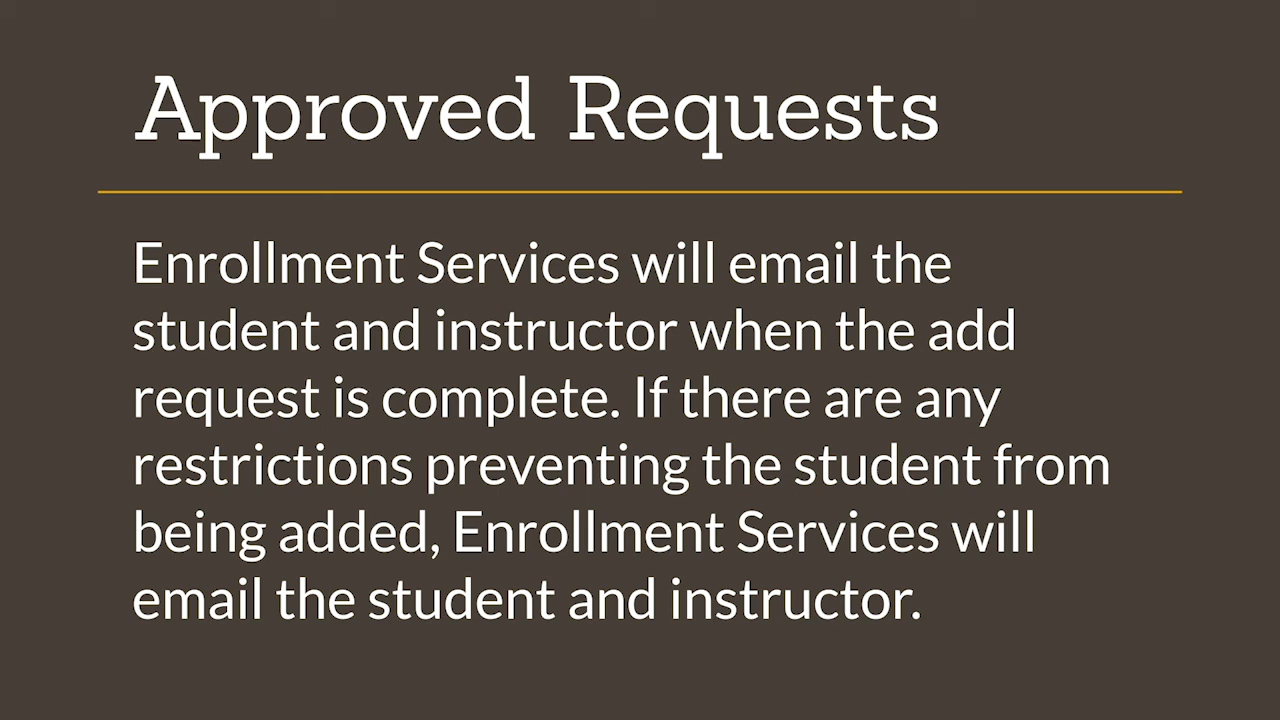 Approved Requests
Enrollment Services will email the
student and instructor when the add
request is complete. If there are any
restrictions preventing the student from
being added, Enrollment Services will
email the student and instructor.